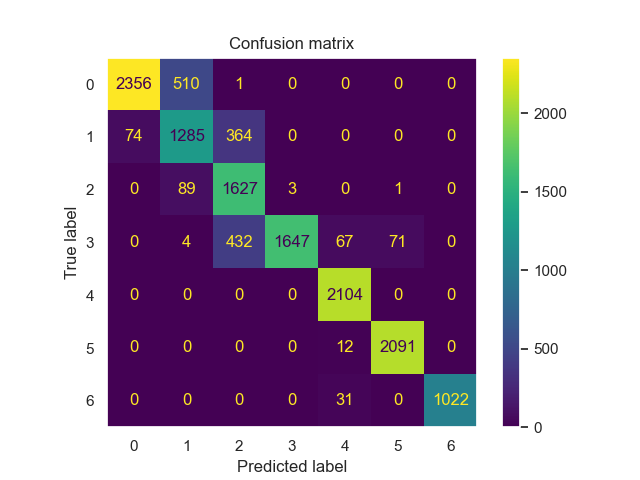 Confusion matrix
True label
0 2356 510 1 0 0 0 0
1 74 1285 364 0 0 0 0
2 0 89 1627 3 0 1 0
3 0 4 432 1647 67 71 0
4 0 0 0 0 2104 0 0
5 0 0 0 0 12 2091 0
6 0 0 0 0 31 0 1022
0 1 2 3 4 5 6
Predicted label
2000
1500
1000
500
0